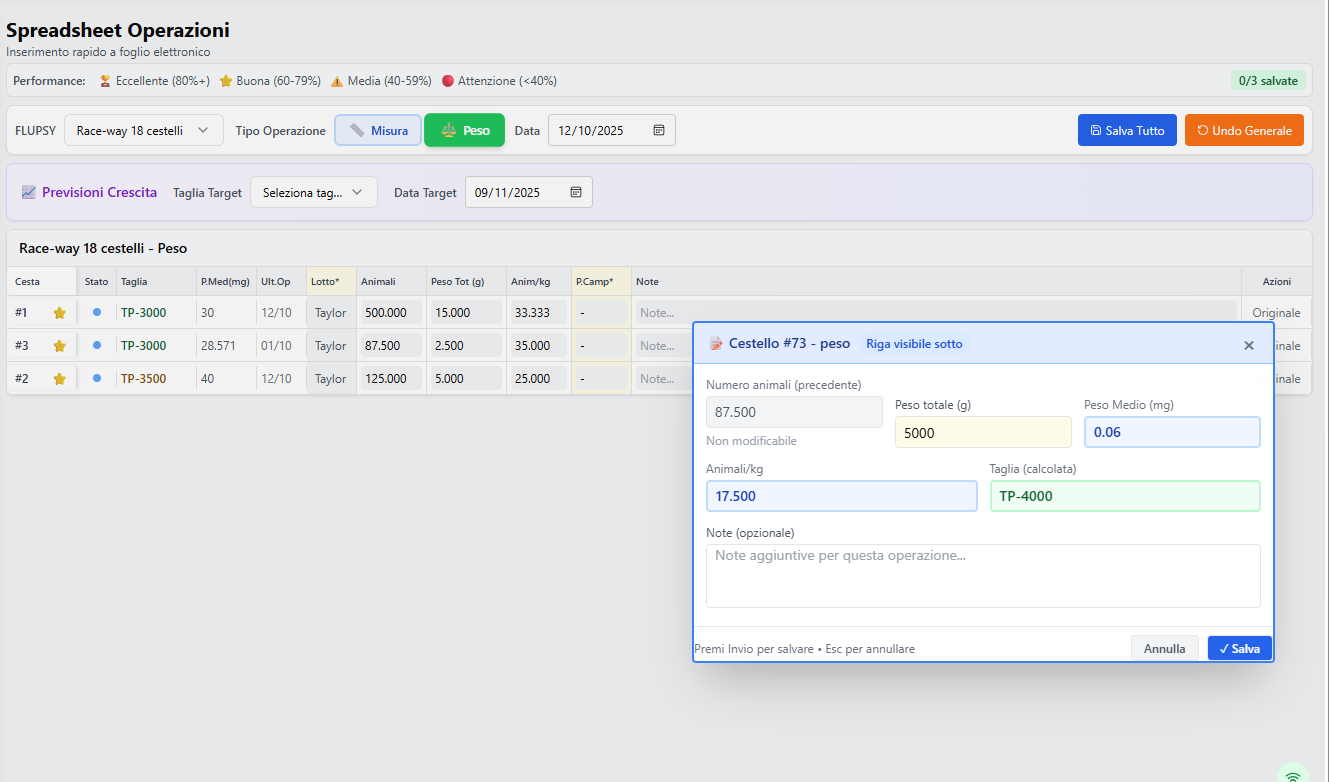 Spreadsheet Operazioni
Inserimento rapido a foglio elettronico
Performance: Eccellente (80%+) Buona (60-79%) Media (40-59%) Attenzione (<40%) 0/3 salvate
FLUPSY Race-way 18 cestelli Tipo Operazione Misura Peso Data 12/10/2025 Salva Tutto Undo Generale
Previsioni Crescita Taglia Target Seleziona tag... Data Target 09/11/2025
Race-way 18 cestelli - Peso
Cesta Stato Taglia P.Med(mg) Ult.Op Lotto* Animali Peso Tot (g) Anim/kg P.Camp* Note Azioni
#1 TP-3000 30 12/10 Taylor 500.000 15.000 33.333 - Note... Originale
#3 TP-3000 28.571 01/10 Taylor 87.500 2.500 35.000 - Note... inale
#2 TP-3500 40 12/10 Taylor 125.000 5.000 25.000 - Note... inale
Cestello #73 - peso Riga visibile sotto ×
Numero animali (precedente) Peso totale (g) Peso Medio (mg)
87.500 5000 0.06
Non modificabile
Animali/kg Taglia (calcolata)
17.500 TP-4000
Note (opzionale)
Note aggiuntive per questa operazione...
Premi Invio per salvare • Esc per annullare Annulla ✓ Salva